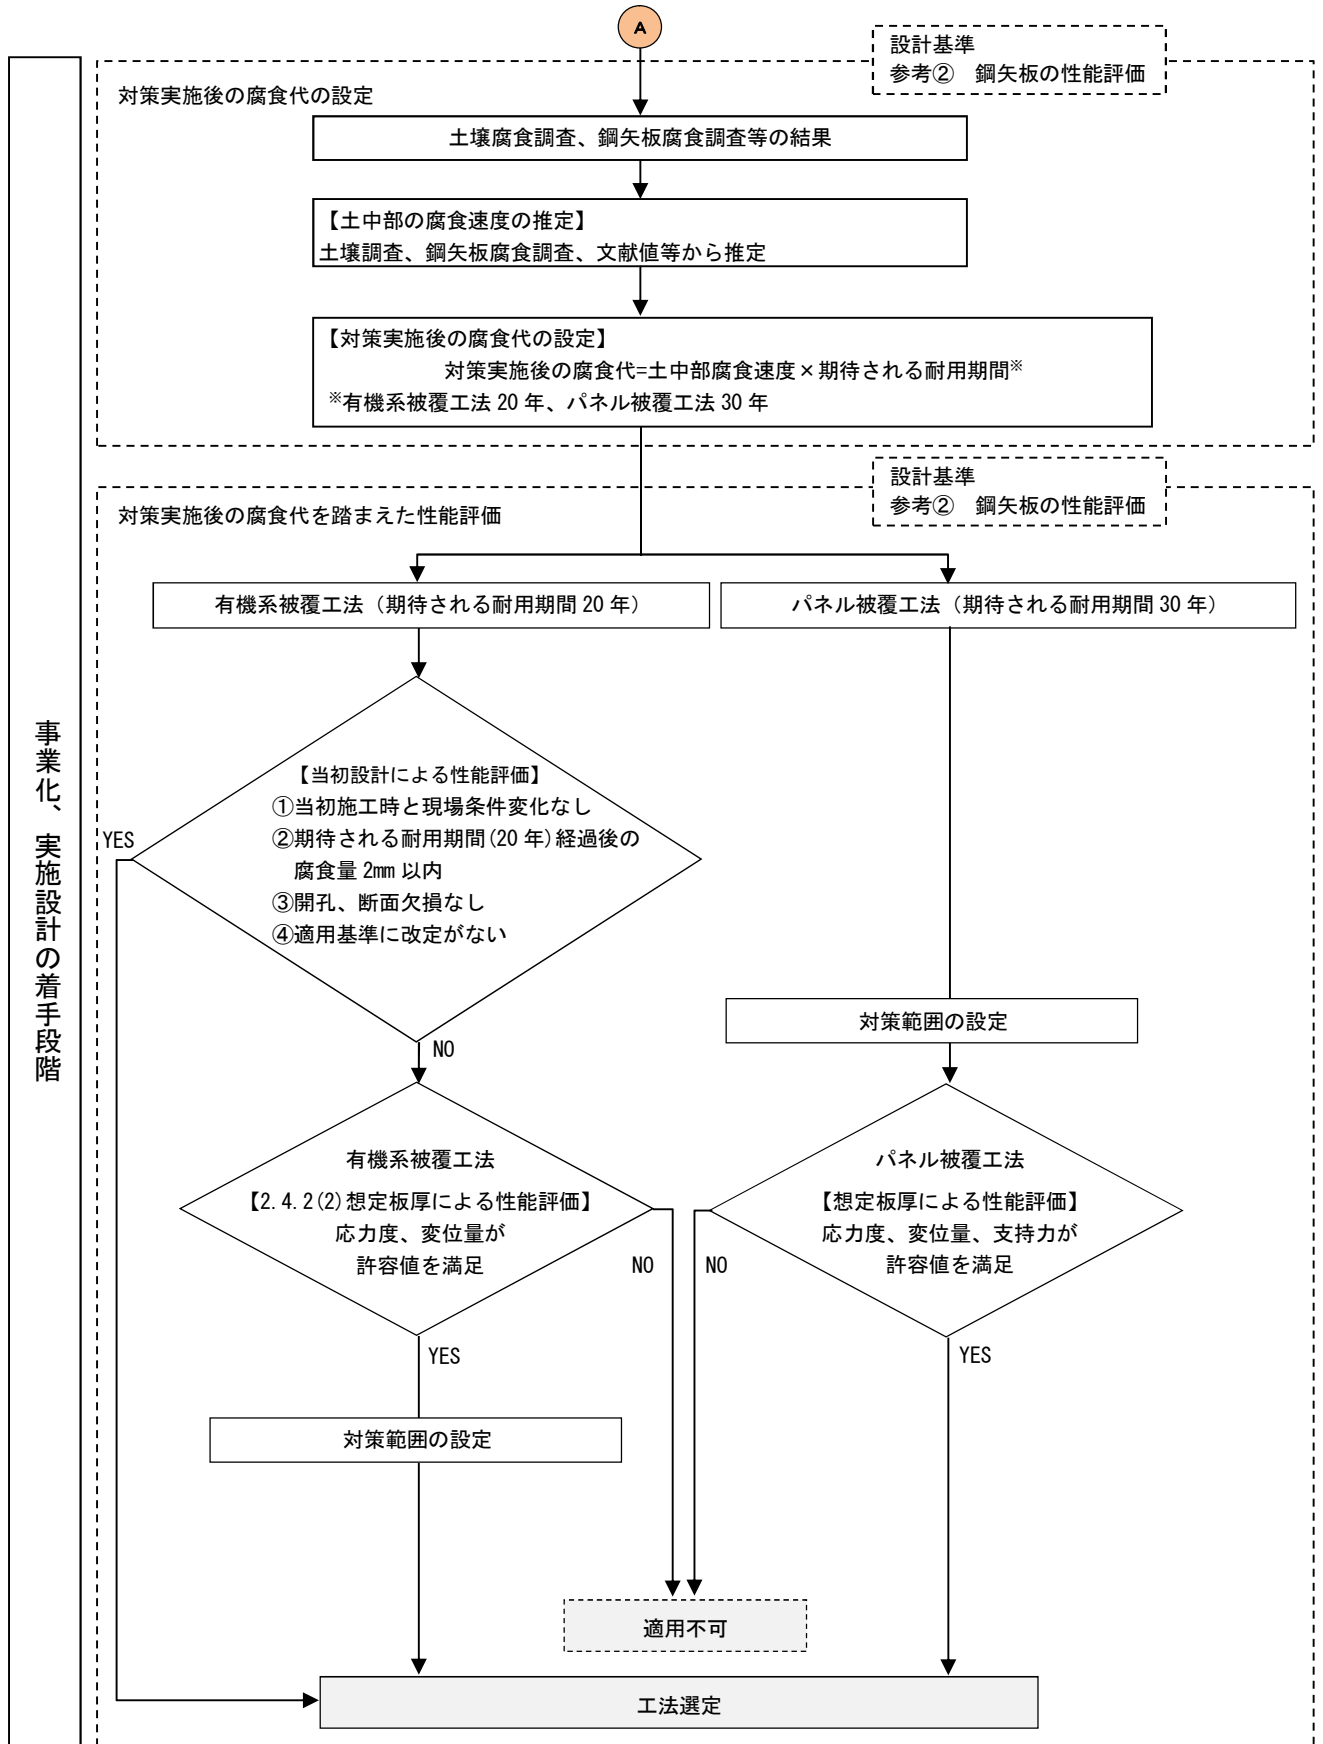 A
設計基準
参考② 鋼矢板の性能評価
対策実施後の腐食代の設定
土壌腐食調査、鋼矢板腐食調査等の結果
【土中部の腐食速度の推定】
土壌調査、鋼矢板腐食調査、文献値等から推定
【対策実施後の腐食代の設定】
対策実施後の腐食代=土中部腐食速度×期待される耐用期間※
※有機系被覆工法 20 年、パネル被覆工法 30 年
設計基準
参考② 鋼矢板の性能評価
対策実施後の腐食代を踏まえた性能評価
有機系被覆工法（期待される耐用期間 20 年）
パネル被覆工法（期待される耐用期間 30 年）
事業化、実施設計の着手段階
【当初設計による性能評価】
①当初施工時と現場条件変化なし
②期待される耐用期間(20 年)経過後の
腐食量 2mm 以内
③開孔、断面欠損なし
④適用基準に改定がない
YES
NO
対策範囲の設定
有機系被覆工法
【2.4.2(2)想定板厚による性能評価】
応力度、変位量が
許容値を満足
NO
YES
パネル被覆工法
【想定板厚による性能評価】
応力度、変位量、支持力が
許容値を満足
NO
YES
対策範囲の設定
適用不可
工法選定